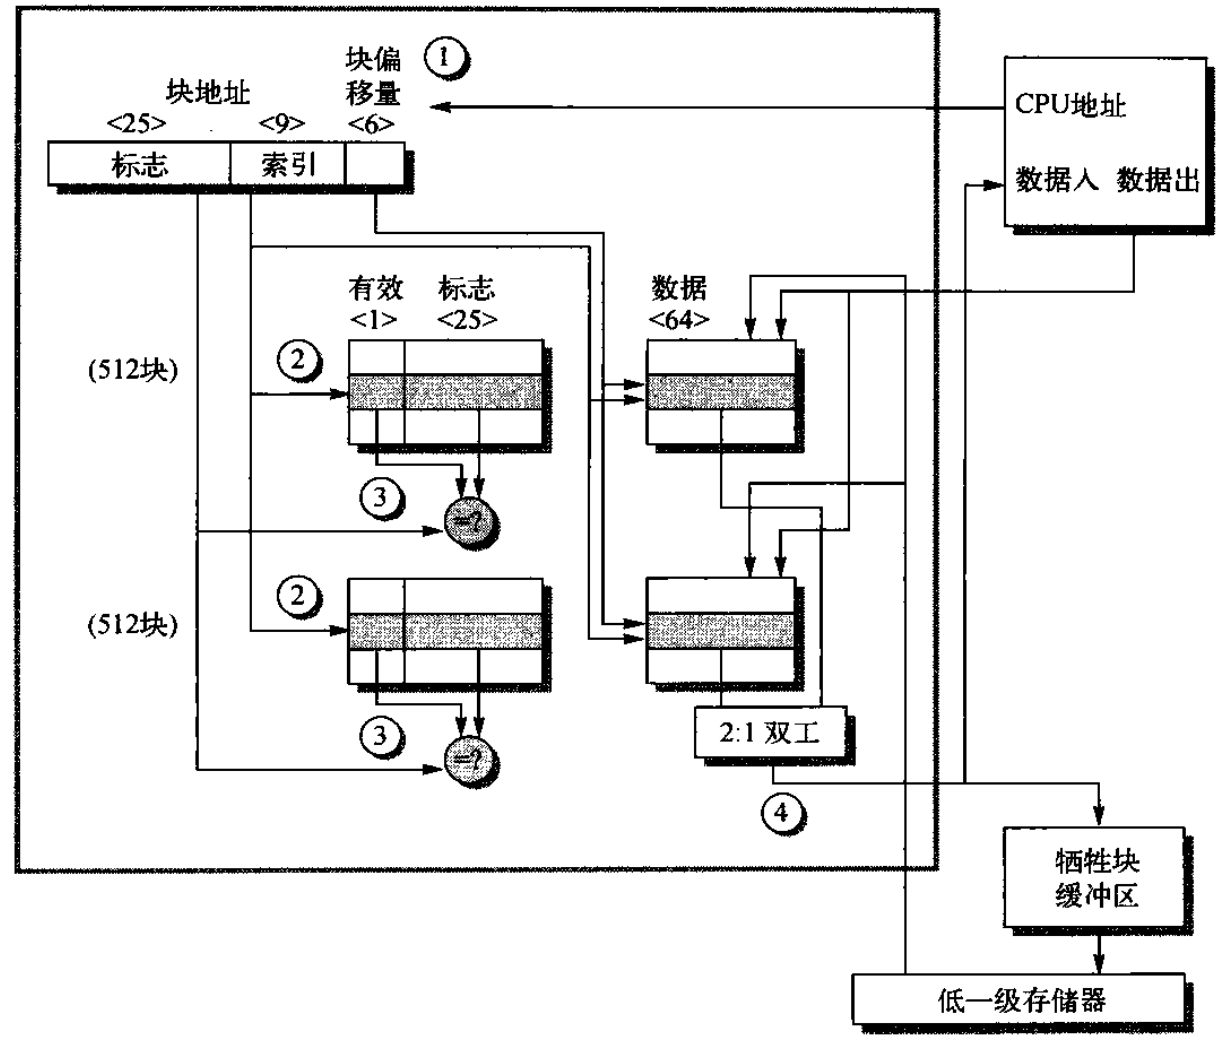 块偏
移量
①
块地址
<25>
<9>
<6>
标志
索引
CPU地址
数据人 数据出
有效
<1>
标志
<25>
数据
<64>
(512块)
②
③
=?
(512块)
②
③
=?
2:1 双工
④
牺牲块
缓冲区
低一级存储器